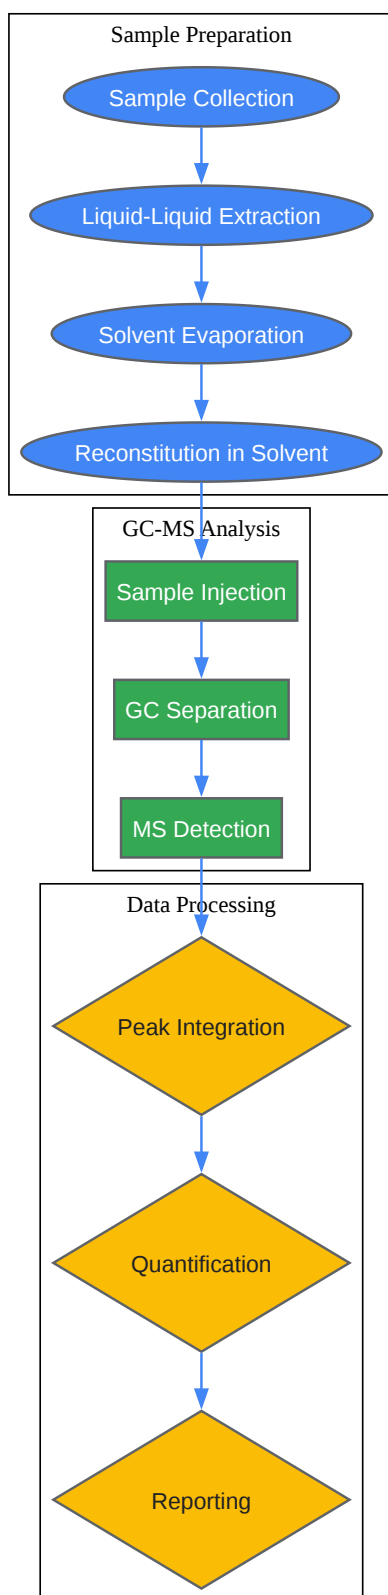 Sample Preparation
Sample Collection
Liquid-Liquid Extraction
Solvent Evaporation
Reconstitution in Solvent
GC-MS Analysis
Sample Injection
GC Separation
MS Detection
Data Processing
Peak Integration
Quantification
Reporting